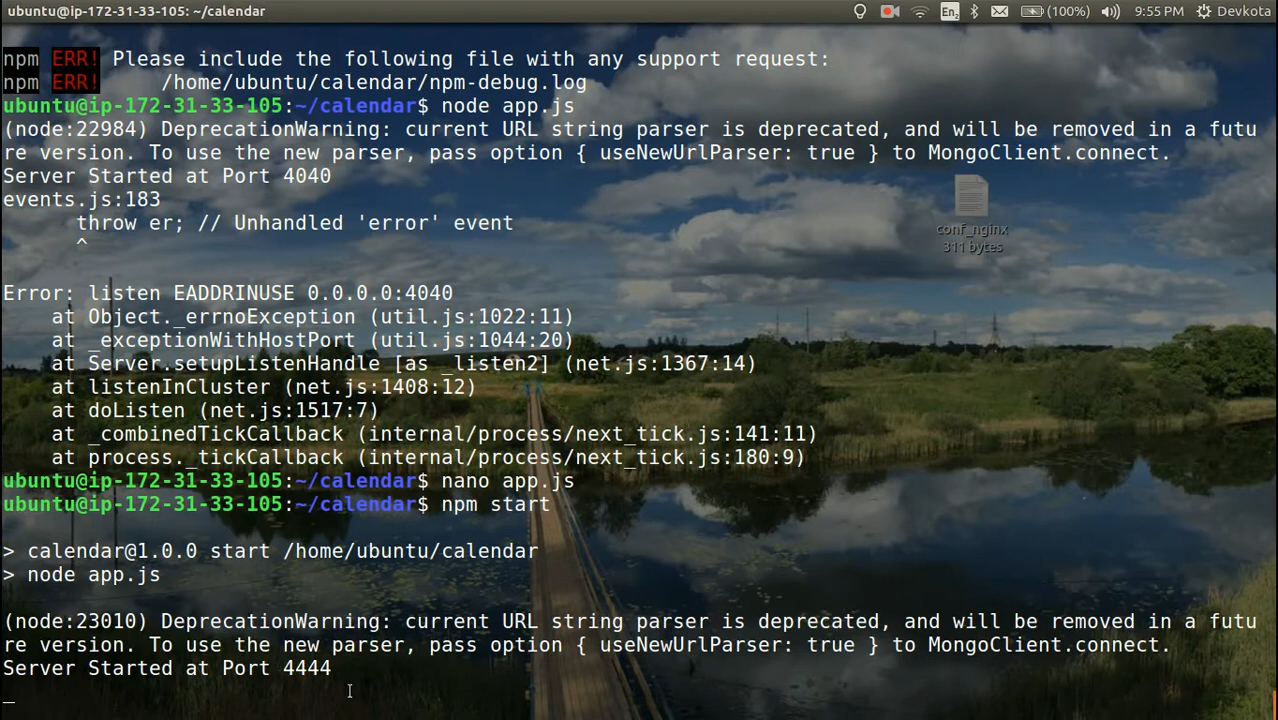 ubuntu@ip-172-31-33-105: ~/calendar
En2
(100%)
9:55 PM
Devkota
npm ERR! Please include the following file with any support request:
npm ERR!     /home/ubuntu/calendar/npm-debug.log
ubuntu@ip-172-31-33-105:~/calendar$ node app.js
(node:22984) DeprecationWarning: current URL string parser is deprecated, and will be removed in a futu
re version. To use the new parser, pass option { useNewUrlParser: true } to MongoClient.connect.
Server Started at Port 4040
events.js:183
      throw er; // Unhandled 'error' event
      ^
conf_nginx
311 bytes
Error: listen EADDRINUSE 0.0.0.0:4040
    at Object._errnoException (util.js:1022:11)
    at _exceptionWithHostPort (util.js:1044:20)
    at Server.setupListenHandle [as _listen2] (net.js:1367:14)
    at listenInCluster (net.js:1408:12)
    at doListen (net.js:1517:7)
    at _combinedTickCallback (internal/process/next_tick.js:141:11)
    at process._tickCallback (internal/process/next_tick.js:180:9)
ubuntu@ip-172-31-33-105:~/calendar$ nano app.js
ubuntu@ip-172-31-33-105:~/calendar$ npm start
> calendar@1.0.0 start /home/ubuntu/calendar
> node app.js
(node:23010) DeprecationWarning: current URL string parser is deprecated, and will be removed in a futu
re version. To use the new parser, pass option { useNewUrlParser: true } to MongoClient.connect.
Server Started at Port 4444